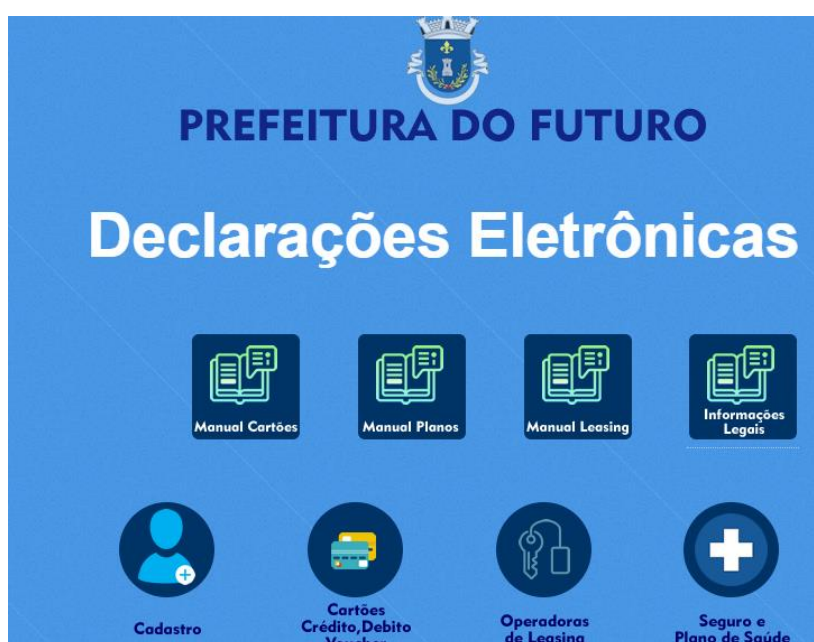 PREFEITURA DO FUTURO
Declarações Eletrônicas
Manual Cartões
Manual Planos
Manual Leasing
Informações
Legais
Cadastro
Cartões
Crédito,Debito
Voucher
Operadoras
de Leasing
Seguro e
Plano de Saúde